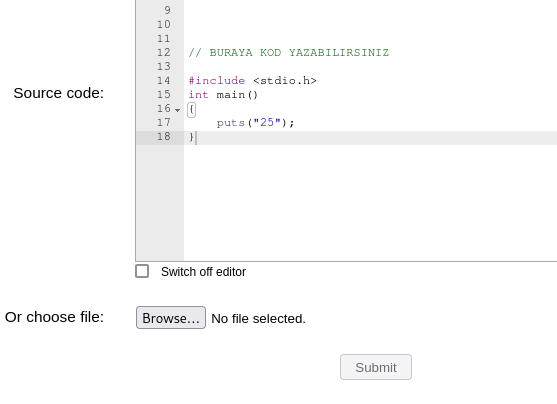 9
10
11
12 // BURAYA KOD YAZABILIRSINIZ
13
Source code:
14 #include <stdio.h>
15 int main()
16 {
17 puts("25");
18 }
Switch off editor
Or choose file: Browse... No file selected.
Submit